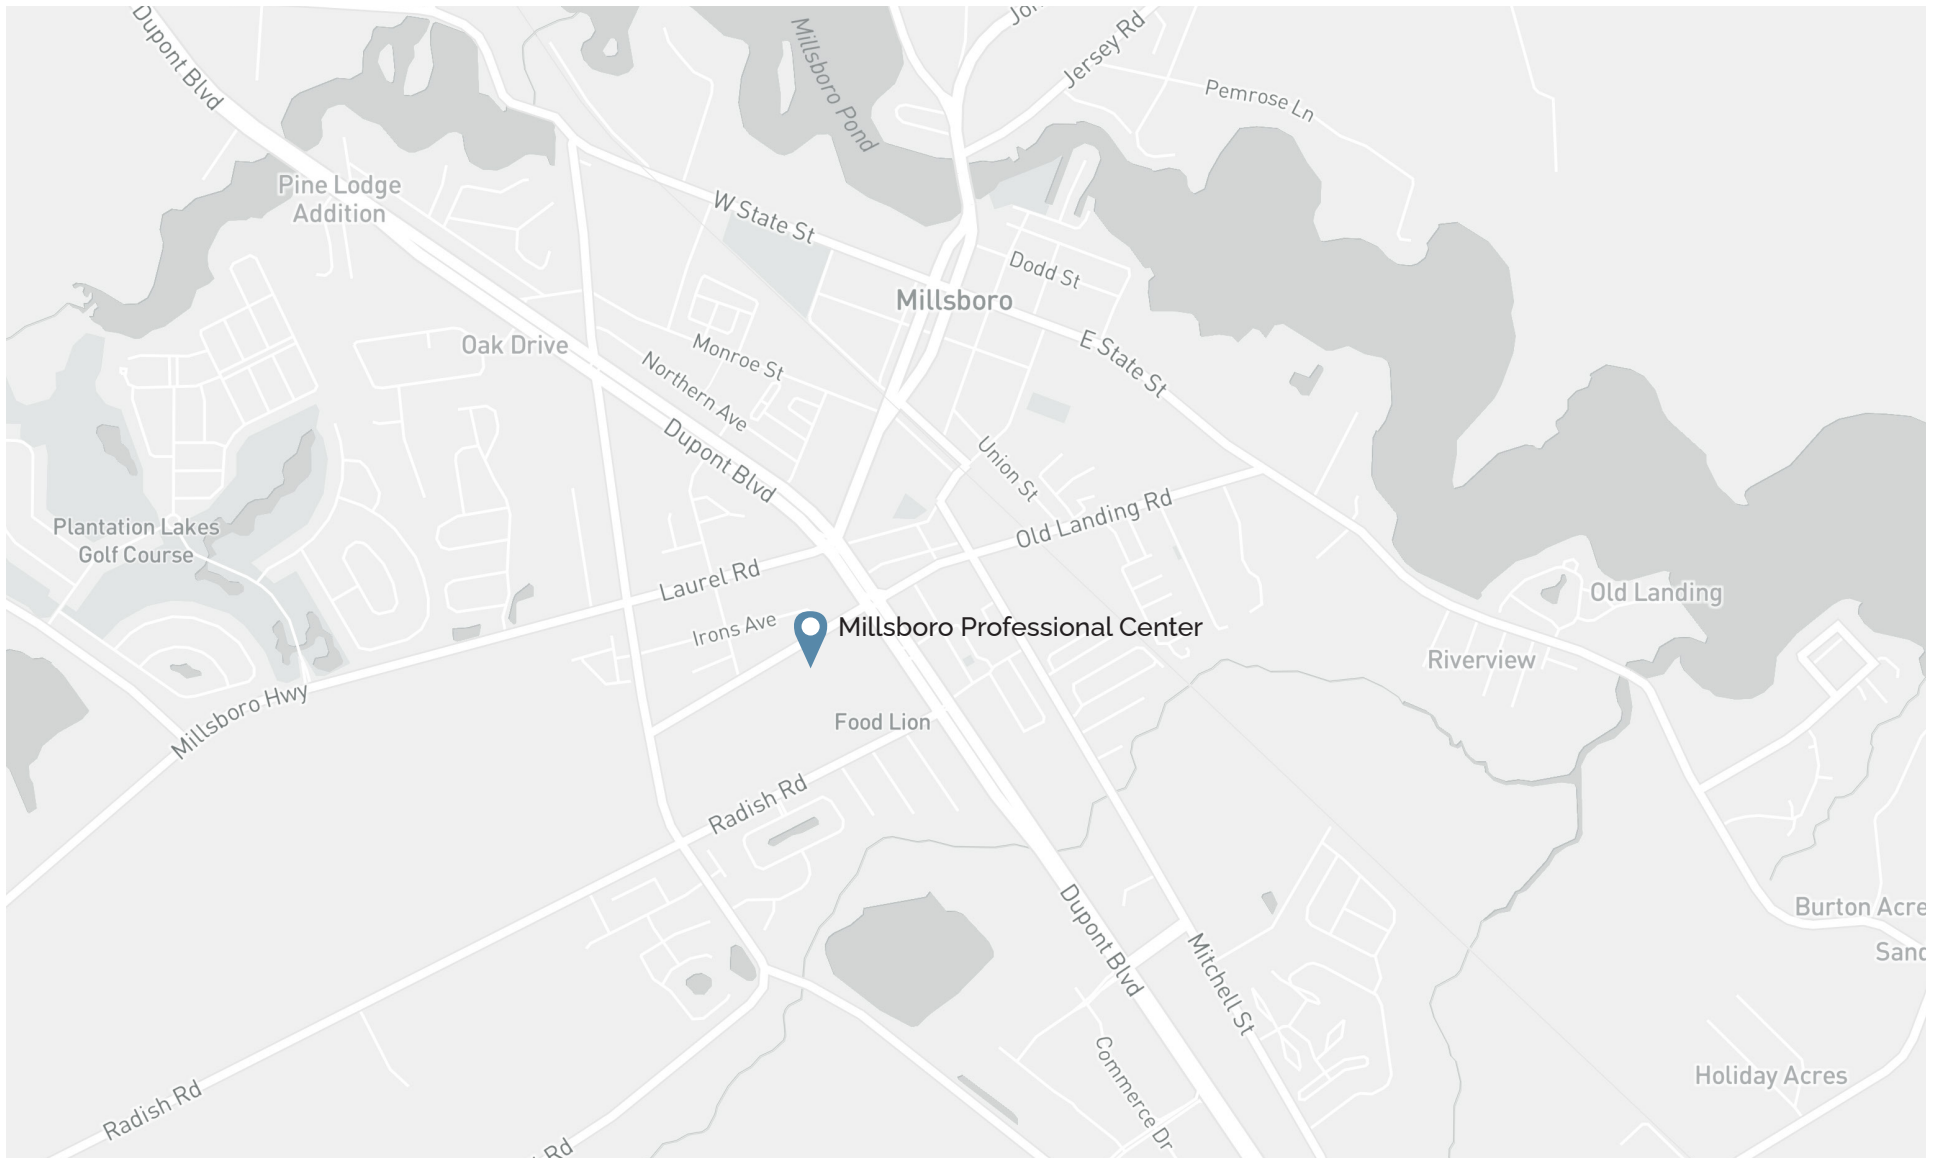 Dupont Blvd
Millsboro Pond
Jersey Rd
Pemrose Ln
Pine Lodge
Addition
W State St
Dodd St
Millsboro
Oak Drive
Monroe St
E State St
Northern Ave
Dupont Blvd
Union St
Old Landing Rd
Plantation Lakes
Golf Course
Laurel Rd
Old Landing
Irons Ave
Millsboro Professional Center
Riverview
Millsboro Hwy
Food Lion
Radish Rd
Burton Acre
Dupont Blvd
Mitchell St
Sand
Commerce Dr
Holiday Acres
Radish Rd
Rd